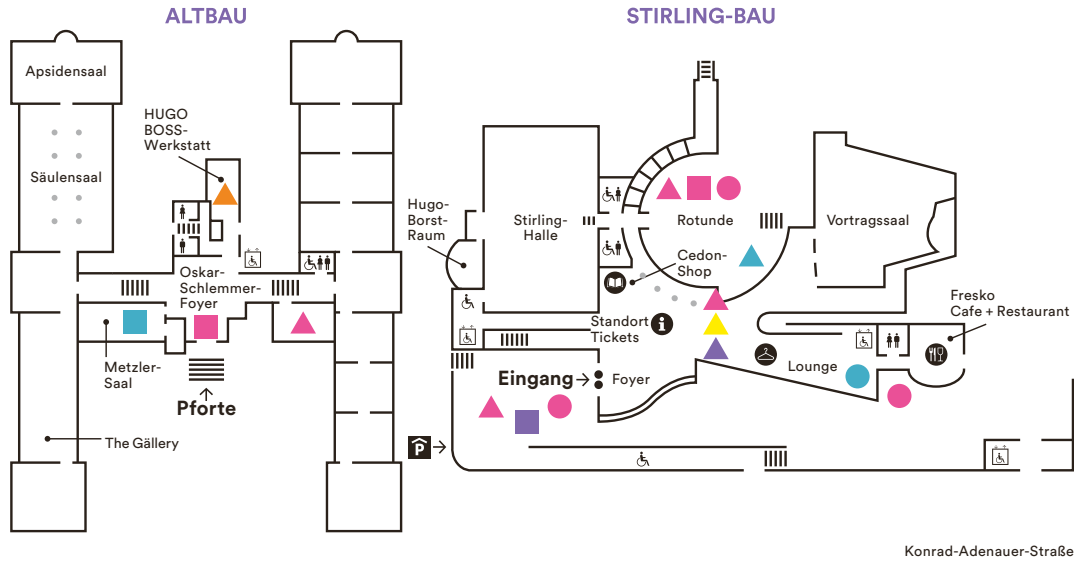 ALTBAU
STIRLING-BAU
Apsidensaal
HUGO
BOSS-
Werkstatt
Säulensaal
Oskar-
Schlemmer-
Foyer
Metzler-
Saal
Pforte
The Gällery
Hugo-
Borst-
Raum
Stirling-
Halle
Rotunde
Vortragssaal
Cedon-
Shop
Standort
Tickets
i
Fresko
Cafe + Restaurant
Lounge
Eingang
Foyer
P
Konrad-Adenauer-Straße